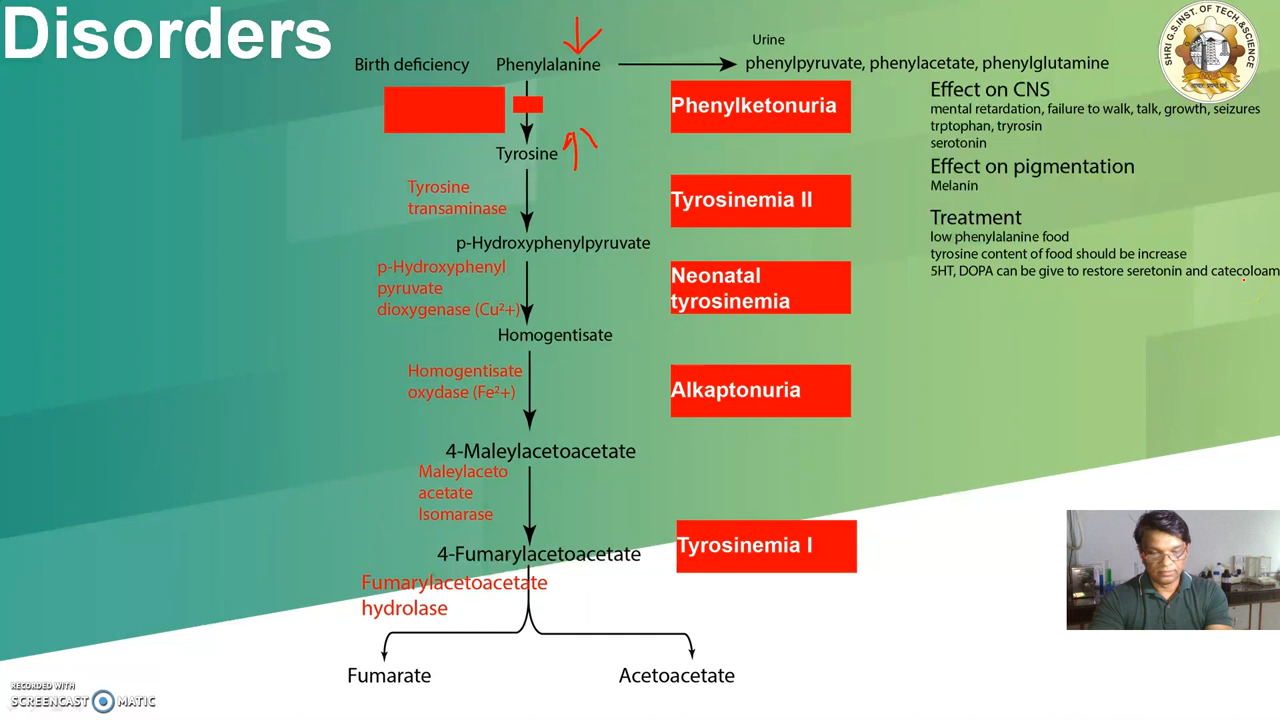 Disorders
Urine
Birth deficiency
Phenylalanine
phenylpyruvate, phenylacetate, phenylglutamine
Phenylketonuria
Tyrosine
Tyrosine
transaminase
Tyrosinemia II
p-Hydroxyphenylpyruvate
p-Hydroxyphenyl
pyruvate
dioxygenase (Cu²+)
Neonatal
tyrosinemia
Homogentisate
Homogentisate
oxydase (Fe²+)
Alkaptonuria
4-Maleylacetoacetate
Maleylaceto
acetate
Isomarase
4-Fumarylacetoacetate
Tyrosinemia I
Fumarylacetoacetate
hydrolase
Fumarate
Acetoacetate
Effect on CNS
mental retardation, failure to walk, talk, growth, seizures
trptophan, tryrosin
serotonin
Effect on pigmentation
Melanin
Treatment
low phenylalanine food
tyrosine content of food should be increase
5HT, DOPA can be give to restore seretonin and catecoloam
SHRI G.S.INST. OF TECH.&SCIENCE
RECORDED WITH
SCREENCAST MATIC